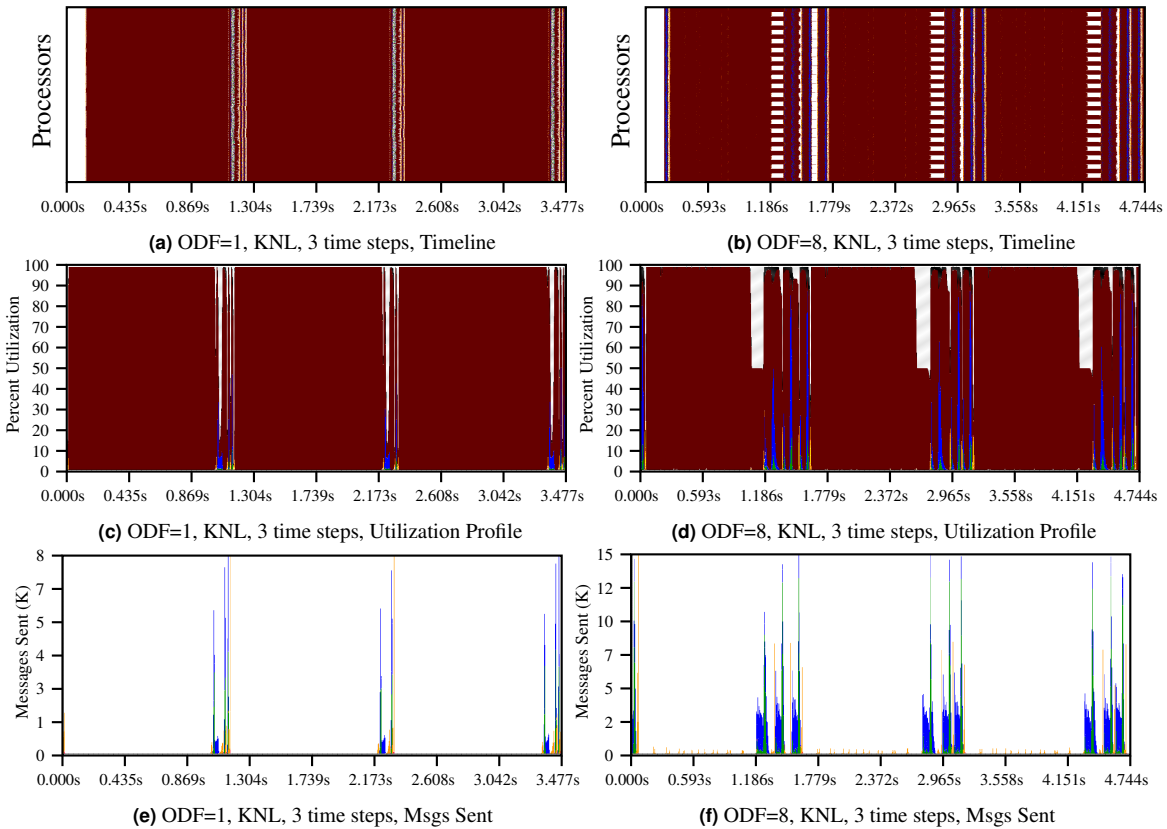 Processors
0.000s 0.435s 0.869s 1.304s 1.739s 2.173s 2.608s 3.042s 3.477s
(a) ODF=1, KNL, 3 time steps, Timeline
Processors
0.000s 0.593s 1.186s 1.779s 2.372s 2.965s 3.558s 4.151s 4.744s
(b) ODF=8, KNL, 3 time steps, Timeline
Percent Utilization
100
90
80
70
60
50
40
30
20
10
0
0.000s 0.435s 0.869s 1.304s 1.739s 2.173s 2.608s 3.042s 3.477s
(c) ODF=1, KNL, 3 time steps, Utilization Profile
Percent Utilization
100
90
80
70
60
50
40
30
20
10
0
0.000s 0.593s 1.186s 1.779s 2.372s 2.965s 3.558s 4.151s 4.744s
(d) ODF=8, KNL, 3 time steps, Utilization Profile
Messages Sent (K)
8
7
5
4
3
1
0
0.000s 0.435s 0.869s 1.304s 1.739s 2.173s 2.608s 3.042s 3.477s
(e) ODF=1, KNL, 3 time steps, Msgs Sent
Messages Sent (K)
15
12
10
7
5
2
0
0.000s 0.593s 1.186s 1.779s 2.372s 2.965s 3.558s 4.151s 4.744s
(f) ODF=8, KNL, 3 time steps, Msgs Sent